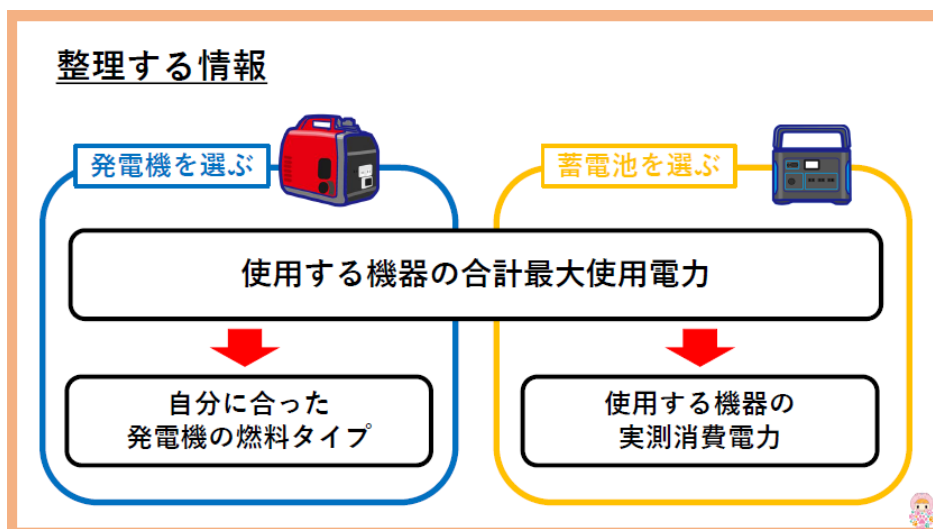 整理する情報
発電機を選ぶ
蓄電池を選ぶ
使用する機器の合計最大使用電力
自分に合った
発電機の燃料タイプ
使用する機器の
実測消費電力